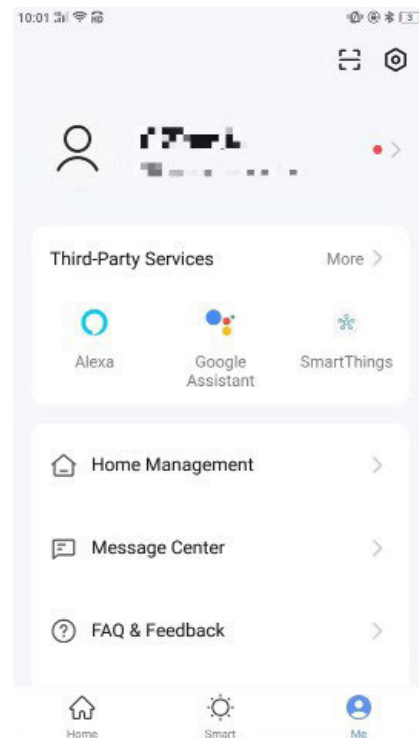 10:01
Third-Party Services
More
Alexa
Google
Assistant
SmartThings
Home Management
Message Center
FAQ & Feedback
Home
Smart
Me